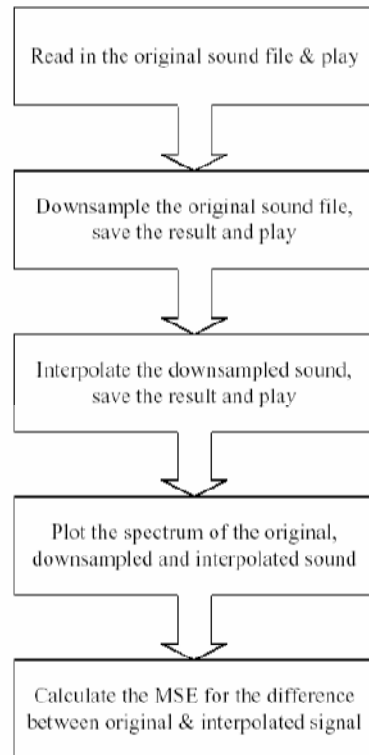 Read in the original sound file & play
Downsample the original sound file,
save the result and play
Interpolate the downsampled sound,
save the result and play
Plot the spectrum of the original,
downsampled and interpolated sound
Calculate the MSE for the difference
between original & interpolated signal